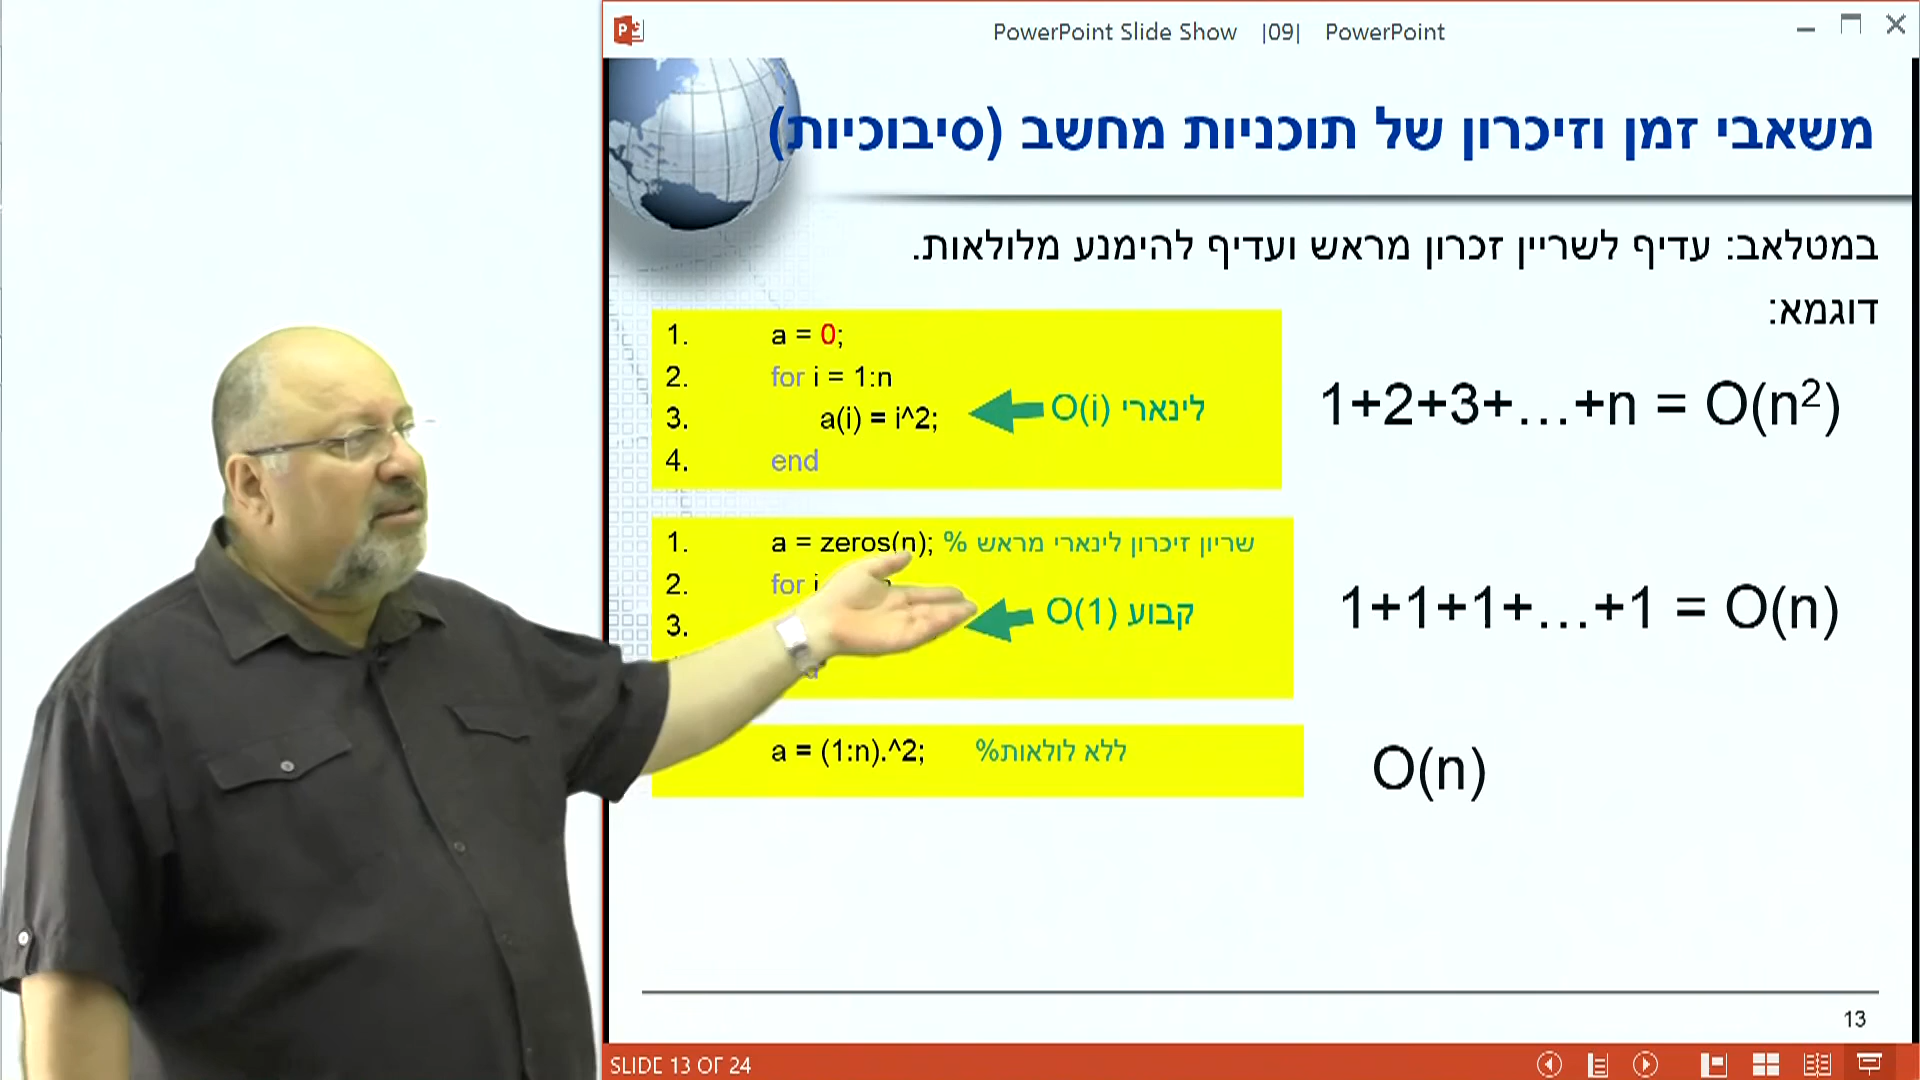 PowerPoint Slide Show |09| PowerPoint
משאבי זמן וזיכרון של תוכניות מחשב (סיבוכיות)
במטלאב: עדיף לשריין זכרון מראש ועדיף להימנע מלולאות.
דוגמא:
1. a = 0;
2. for i = 1:n
3. a(i) = i^2;
4. end
לינארי O(i)
1+2+3+…+n = O(n²)
1. a = zeros(n); % שריון זיכרון לינארי מראש
2. for i
3.
קבוע O(1)
1+1+1+…+1 = O(n)
a = (1:n).^2; %ללא לולאות
O(n)
13
SLIDE 13 OF 24